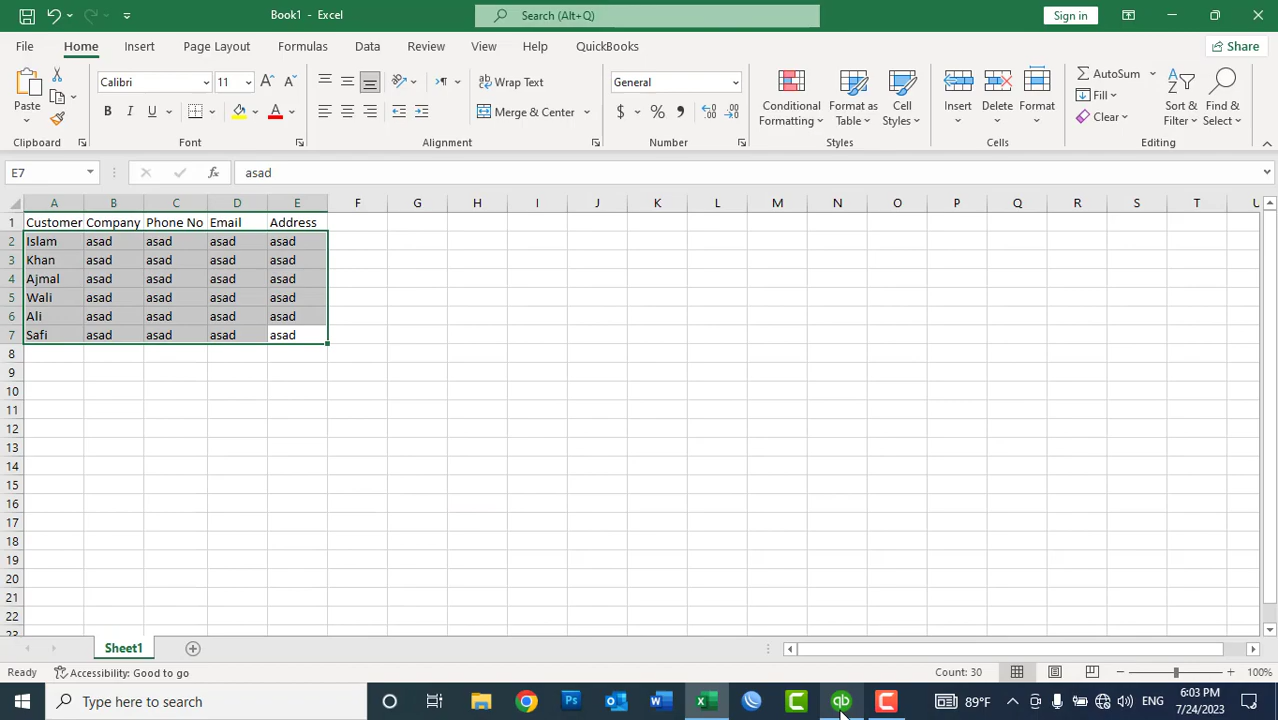 Book1 - Excel
Search (Alt+Q)
Sign in
File Home Insert Page Layout Formulas Data Review View Help QuickBooks Share
Paste
Clipboard
Calibri 11
B I U
Font
Wrap Text
Merge & Center
Alignment
General
$ % ,
Number
Conditional Formatting
Format as Table
Cell Styles
Styles
Insert Delete Format
Cells
AutoSum
Fill
Clear
Sort & Filter
Find & Select
Editing
E7 fx asad
A B C D E F G H I J K L M N O P Q R S T U
1 Customer Company Phone No Email Address
2 Islam asad asad asad asad
3 Khan asad asad asad asad
4 Ajmal asad asad asad asad
5 Wali asad asad asad asad
6 Ali asad asad asad asad
7 Safi asad asad asad asad
8
9
10
11
12
13
14
15
16
17
18
19
20
21
22
23
Sheet1
Ready Accessibility: Good to go Count: 30 100%
Type here to search
89°F ENG 6:03 PM
7/24/2023